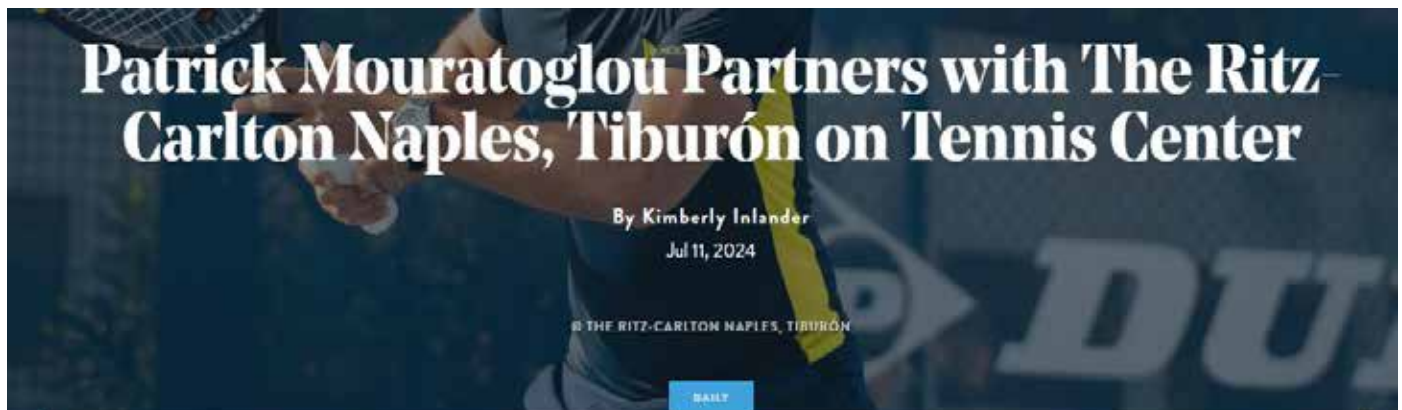 Patrick Mouratoglou Partners with The Ritz-
Carlton Naples, Tiburón on Tennis Center
By Kimberly Inlander
Jul 11, 2024
© THE RITZ-CARLTON NAPLES, TIBURÓN
DAILY